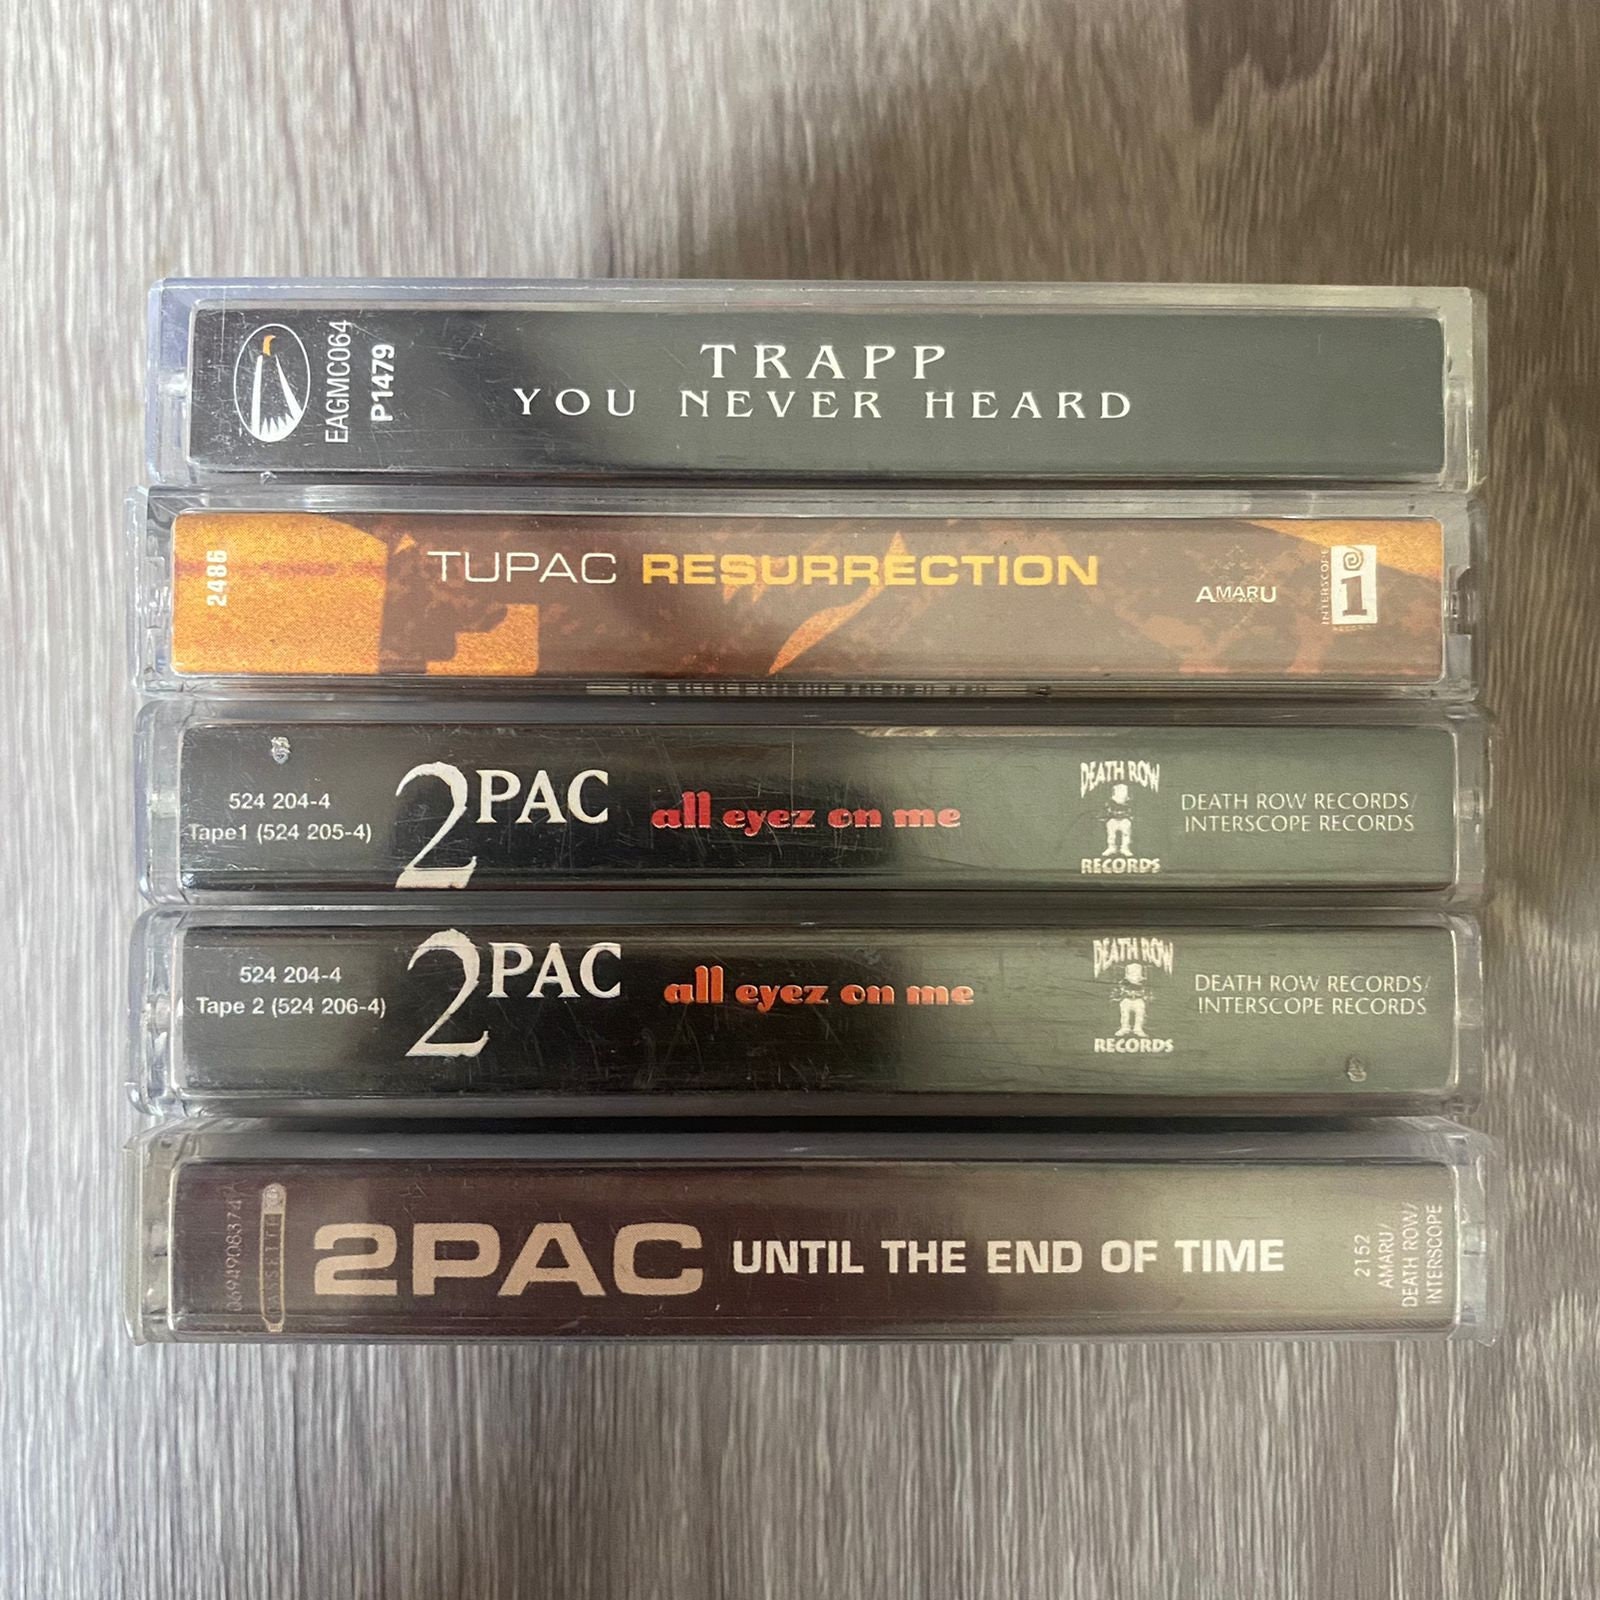 EAGMC064
P1479
TRAPP
YOU NEVER HEARD
2486
TUPAC RESURRECTION
AMARU
INTERSCOPE
i
RECORDS
524 204-4
Tape1 (524 205-4)
2PAC
all eyez on me
DEATH ROW
RECORDS
DEATH ROW RECORDS/
INTERSCOPE RECORDS
524 204-4
Tape 2 (524 206-4)
2PAC
all eyez on me
DEATH ROW
RECORDS
DEATH ROW RECORDS/
INTERSCOPE RECORDS
CASSETTE
2PAC UNTIL THE END OF TIME
2152
AMARU/
DEATH ROW/
INTERSCOPE